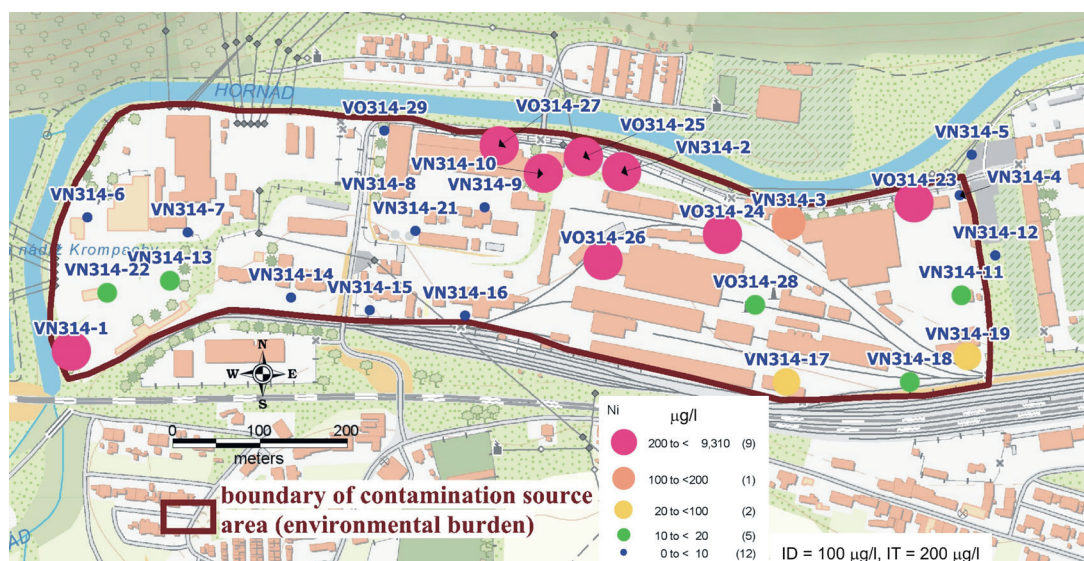 HORNÁD
VO314-29
VO314-27
VO314-25
VN314-2
VN314-5
VN314-10
VN314-9
VN314-8
VN314-6
VN314-7
VN314-21
VO314-23
VN314-4
VN314-3
VO314-24
VN314-12
nádrž Krompachy
VO314-26
VN314-13
VN314-22
VN314-14
VN314-15
VN314-16
VO314-28
VN314-11
VN314-1
VN314-19
VN314-17
VN314-18
N
W E
S
0 100 200
meters
boundary of contamination source
area (environmental burden)
Ni µg/l
200 to < 9,310 (9)
100 to <200 (1)
20 to <100 (2)
10 to < 20 (5)
0 to < 10 (12)
ID = 100 µg/l, IT = 200 µg/l
ÁD